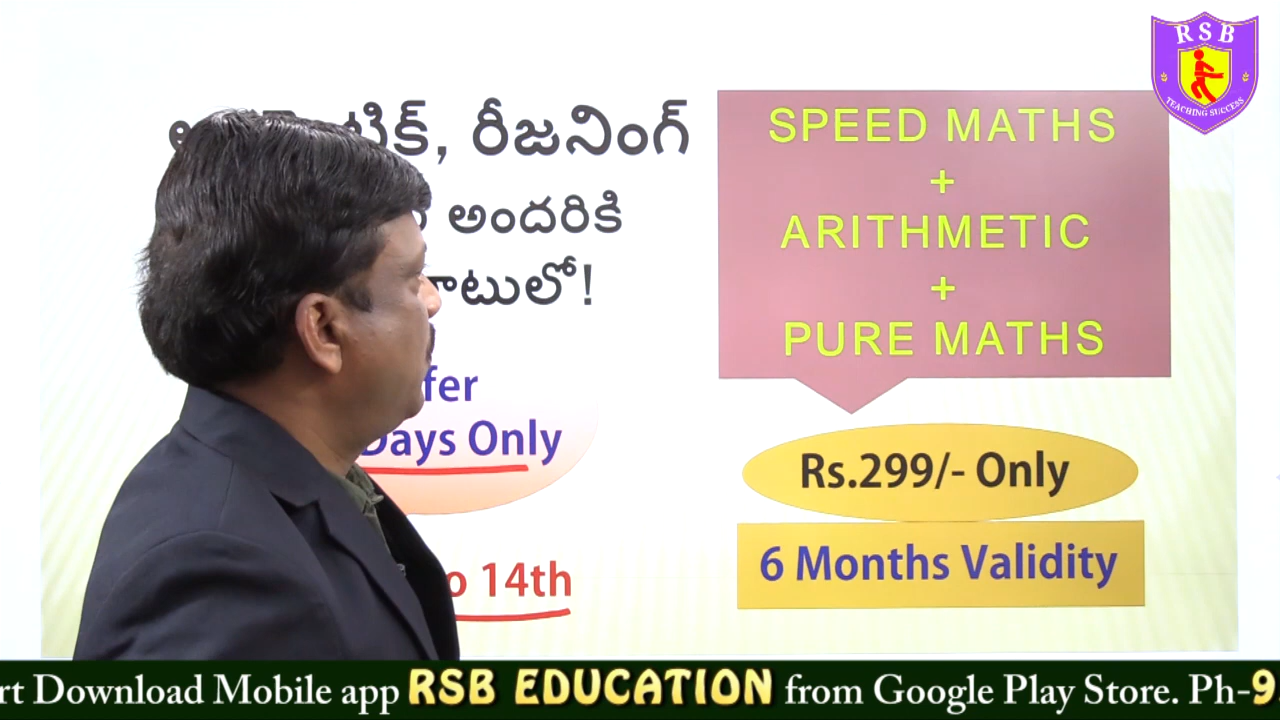 రీజనింగ్
అందరికి
fer
Days Only
14th
RSB
TEACHING SUCCESS
SPEED MATHS
+
ARITHMETIC
+
PURE MATHS
Rs.299/- Only
6 Months Validity
rt Download Mobile app RSB EDUCATION from Google Play Store. Ph-9